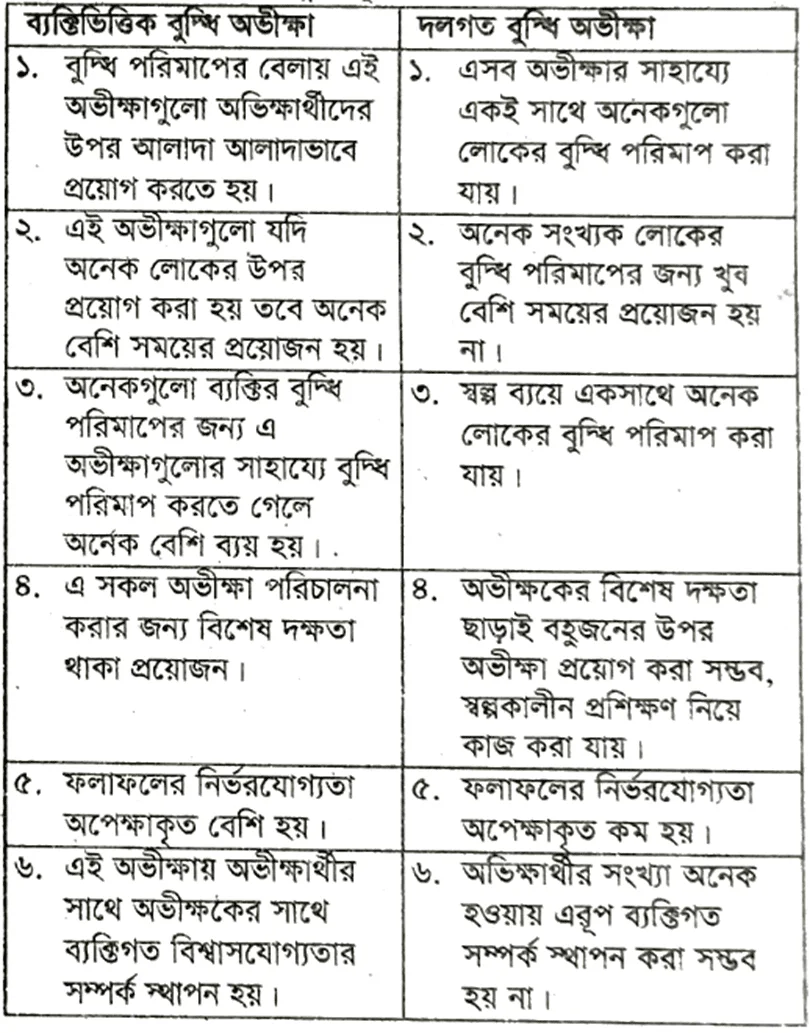 ব্যক্তিভিত্তিক বুদ্ধি অভীক্ষা
দলগত বুদ্ধি অভীক্ষা
১. বুদ্ধি পরিমাপের বেলায় এই
অভীক্ষাগুলো অভিক্ষার্থীদের
উপর আলাদা আলাদাভাবে
প্রয়োগ করতে হয়।
১. এসব অভীক্ষার সাহায্যে
একই সাথে অনেকগুলো
লোকের বুদ্ধি পরিমাপ করা
যায়।
২. এই অভীক্ষাগুলো যদি
অনেক লোকের উপর
প্রয়োগ করা হয় তবে অনেক
বেশি সময়ের প্রয়োজন হয়।
২. অনেক সংখ্যক লোকের
বুদ্ধি পরিমাপের জন্য খুব
বেশি সময়ের প্রয়োজন হয়
না।
৩. অনেকগুলো ব্যক্তির বুদ্ধি
পরিমাপের জন্য এ
অভীক্ষাগুলোর সাহায্যে বুদ্ধি
পরিমাপ করতে গেলে
অনেক বেশি ব্যয় হয়।
৩. স্বল্প ব্যয়ে একসাথে অনেক
লোকের বুদ্ধি পরিমাপ করা
যায়।
৪. এ সকল অভীক্ষা পরিচালনা
করার জন্য বিশেষ দক্ষতা
থাকা প্রয়োজন।
৪. অভীক্ষকের বিশেষ দক্ষতা
ছাড়াই বহুজনের উপর
অভীক্ষা প্রয়োগ করা সম্ভব,
স্বল্পকালীন প্রশিক্ষণ নিয়ে
কাজ করা যায়।
৫. ফলাফলের নির্ভরযোগ্যতা
অপেক্ষাকৃত বেশি হয়।
৫. ফলাফলের নির্ভরযোগ্যতা
অপেক্ষাকৃত কম হয়।
৬. এই অভীক্ষায় অভীক্ষার্থীর
সাথে অভীক্ষকের সাথে
ব্যক্তিগত বিশ্বাসযোগ্যতার
সম্পর্ক স্থাপন হয়।
৬. অভিক্ষার্থীর সংখ্যা অনেক
হওয়ায় এরূপ ব্যক্তিগত
সম্পর্ক স্থাপন করা সম্ভব
হয় না।